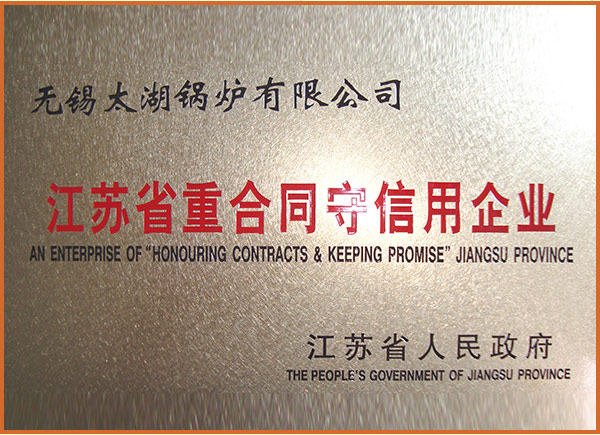 无锡太湖锅炉有限公司
江苏省重合同守信用企业
AN ENTERPRISE OF “HONOURING CONTRACTS & KEEPING PROMISE” JIANGSU PROVINCE
江苏省人民政府
THE PEOPLE'S GOVERNMENT OF JIANGSU PROVINCE